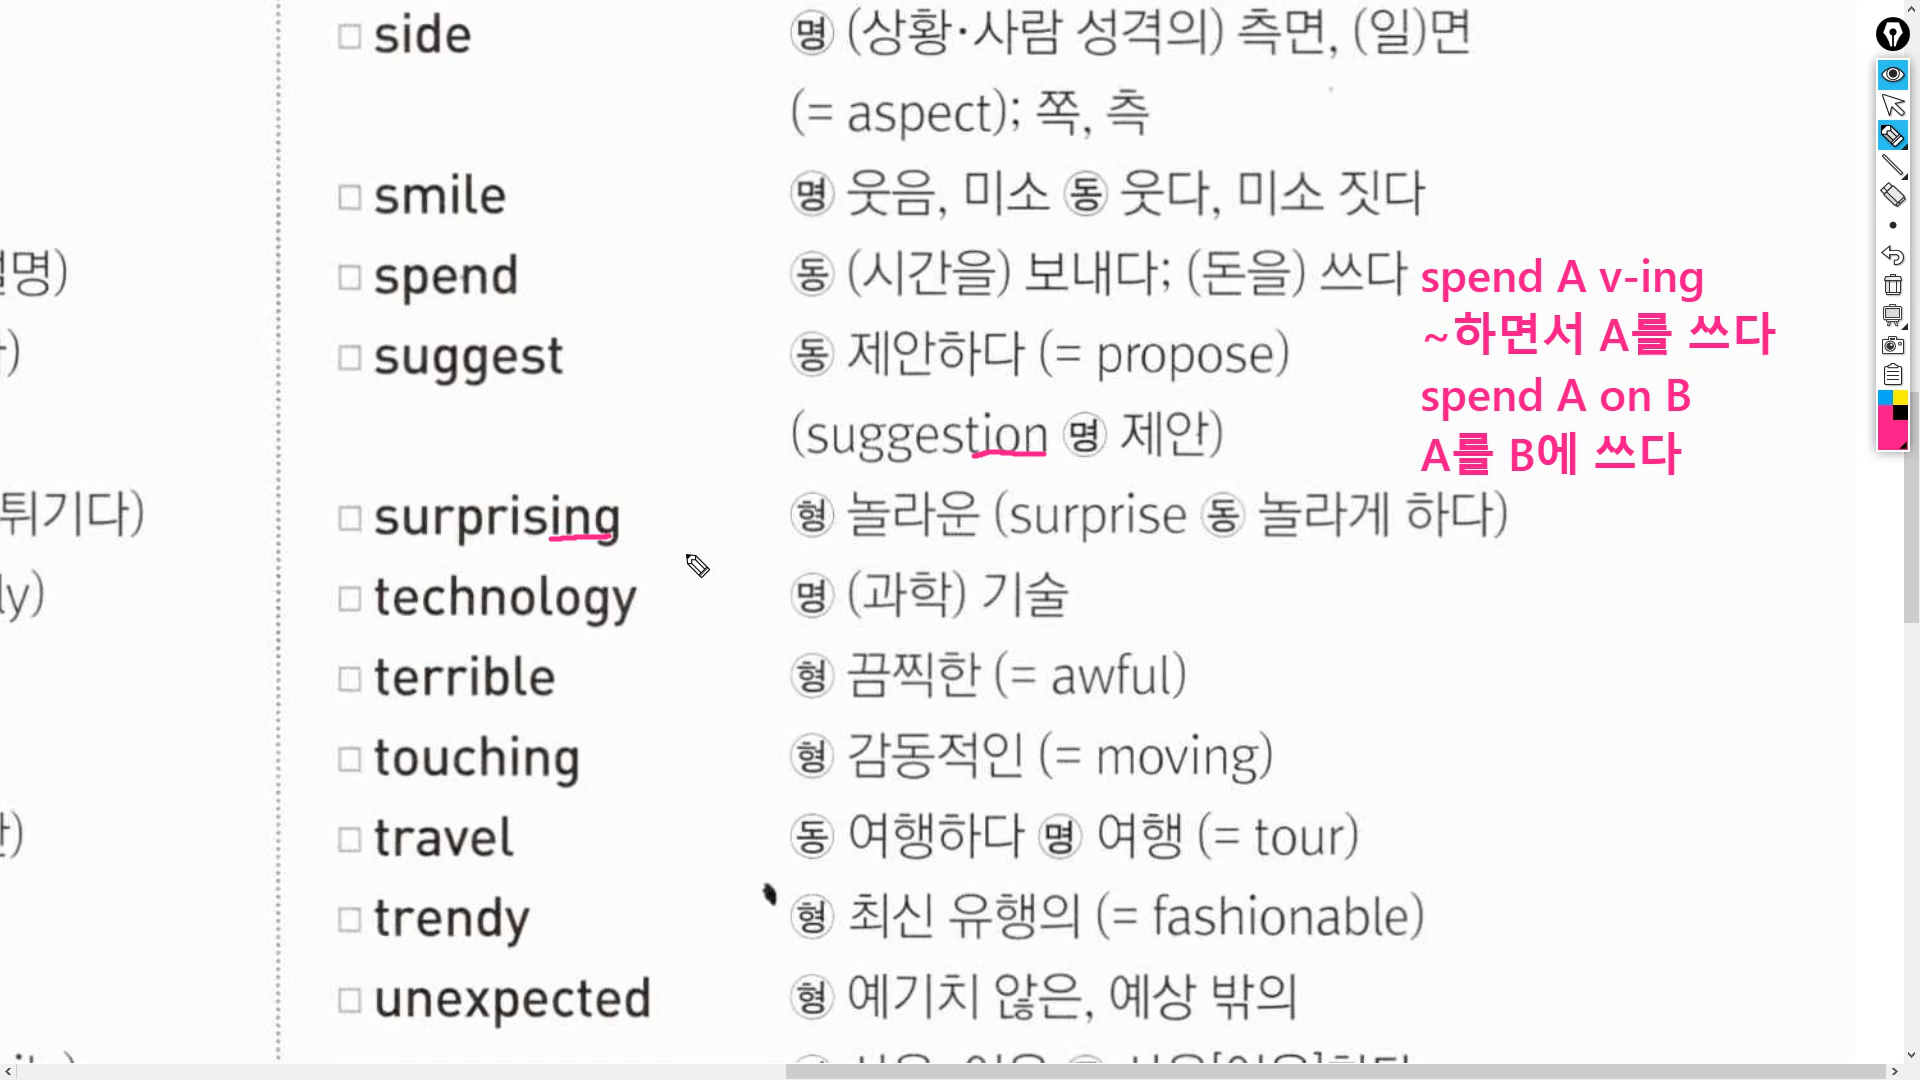 side 명 (상황·사람 성격의) 측면, (일)면
(= aspect); 쪽, 측
smile 명 웃음, 미소 동 웃다, 미소 짓다
명)
spend 동 (시간을) 보내다; (돈을) 쓰다
spend A v-ing
~하면서 A를 쓰다
suggest 동 제안하다 (= propose)
(suggestion 명 제안)
spend A on B
A를 B에 쓰다
튀기다)
surprising 형 놀라운 (surprise 동 놀라게 하다)
ly)
technology 명 (과학) 기술
terrible 형 끔찍한 (= awful)
touching 형 감동적인 (= moving)
travel 동 여행하다 명 여행 (= tour)
trendy 형 최신 유행의 (= fashionable)
unexpected 형 예기치 않은, 예상 밖의